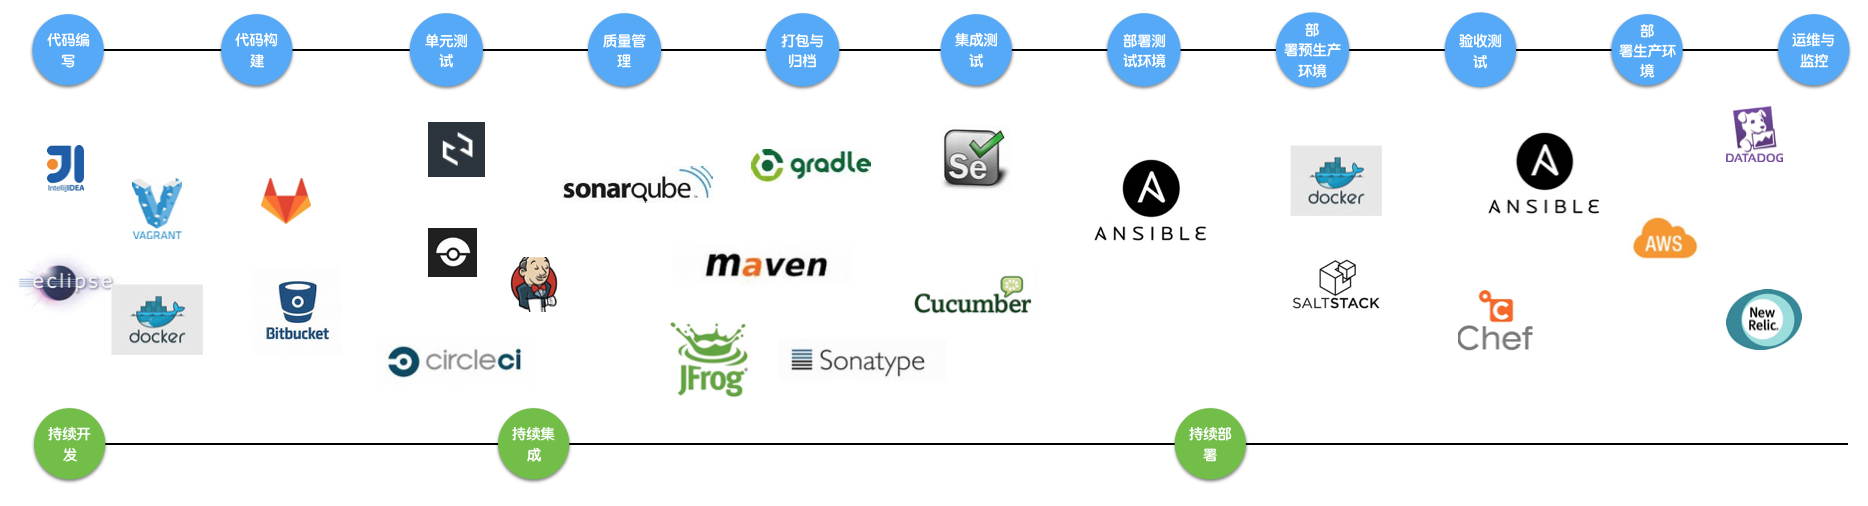 代码编
写
代码构
建
单元测
试
质量管
理
打包与
归档
集成测
试
部署测
试环境
部
署预生产
环境
验收测
试
部
署生产环
境
运维与
监控
IntellijIDEA
VAGRANT
eclipse
docker
Bitbucket
circleci
sonarqube
gradle
maven
JFrog
Sonatype
Se
Cucumber
ANSIBLE
docker
SALTSTACK
ANSIBLE
Chef
AWS
DATADOG
New
Relic.
持续开
发
持续集
成
持续部
署